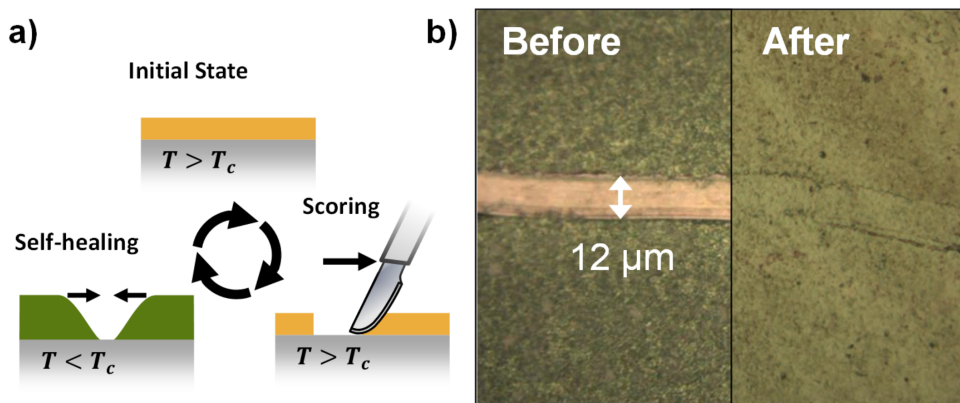 a)
Initial State
T > T_c
Scoring
Self-healing
T < T_c
T > T_c
b)
Before
After
12 μm